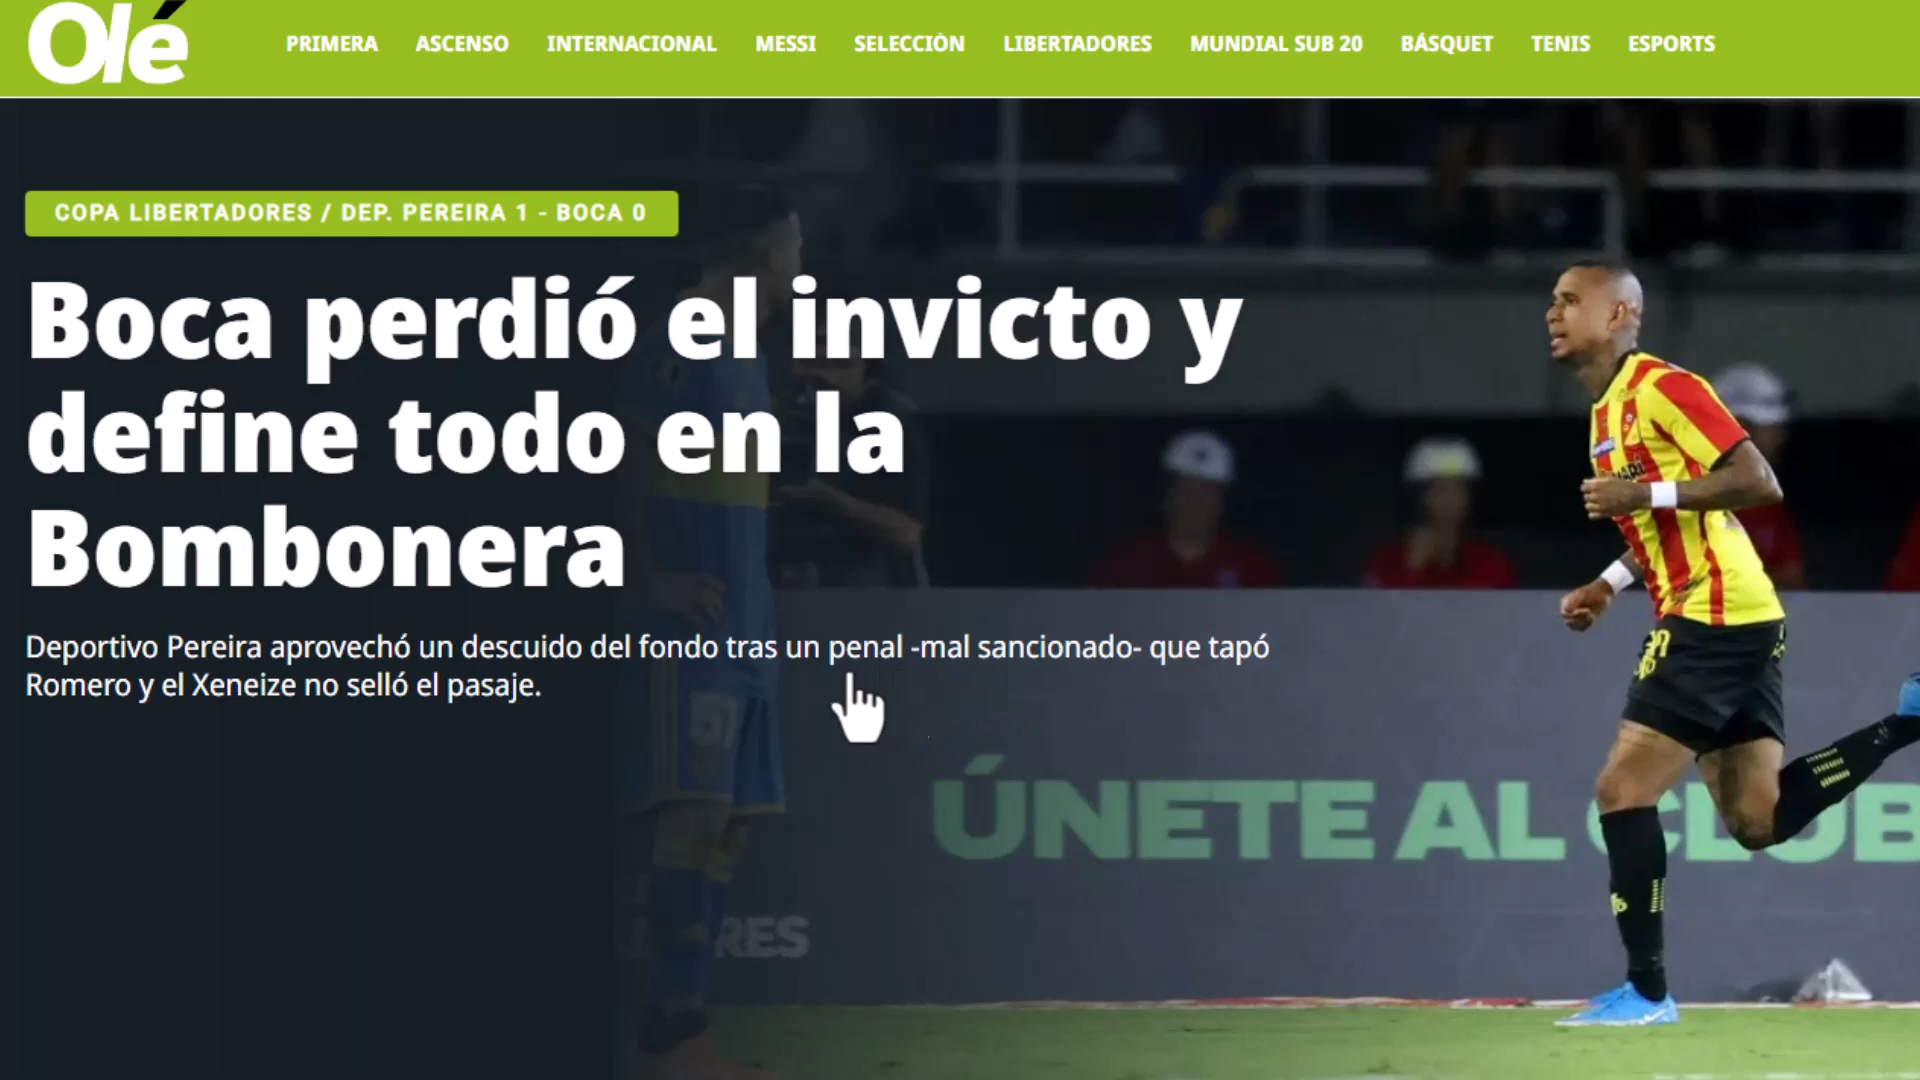 Olé
PRIMERA ASCENSO INTERNACIONAL MESSI SELECCIÓN LIBERTADORES MUNDIAL SUB 20 BÁSQUET TENIS ESPORTS
COPA LIBERTADORES / DEP. PEREIRA 1 - BOCA 0
Boca perdió el invicto y
define todo en la
Bombonera
Deportivo Pereira aprovechó un descuido del fondo tras un penal -mal sancionado- que tapó
Romero y el Xeneize no selló el pasaje.
ÚNETE AL CLUB